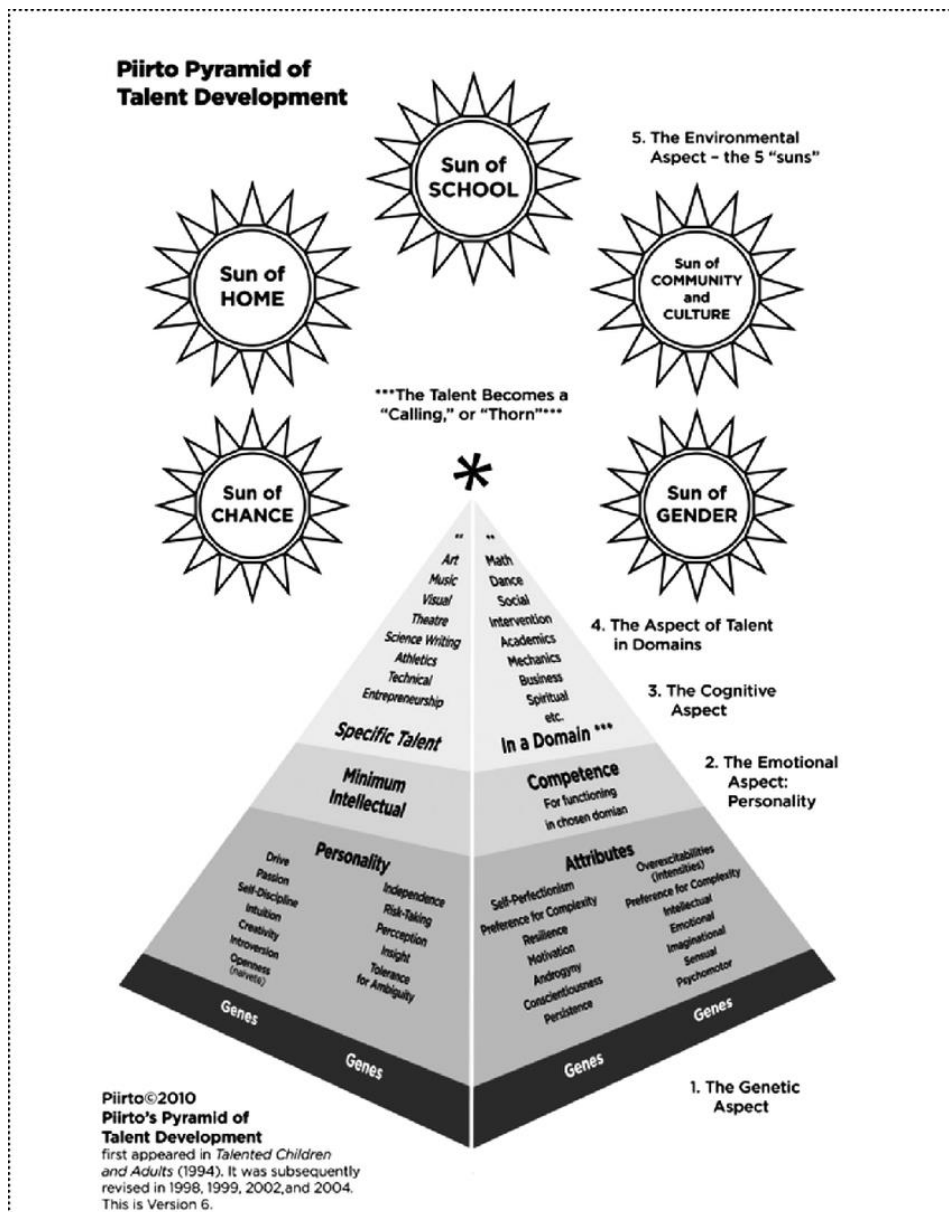 Piirto Pyramid of
Talent Development
Sun of
SCHOOL
5. The Environmental
Aspect – the 5 “suns”
Sun of
HOME
Sun of
COMMUNITY
and
CULTURE
***The Talent Becomes a
“Calling,” or “Thorn”***
*
Sun of
CHANCE
Sun of
GENDER
**
Art
Music
Visual
Theatre
Science Writing
Athletics
Technical
Entrepreneurship
Specific Talent
**
Math
Dance
Social
Intervention
Academics
Mechanics
Business
Spiritual
etc.
In a Domain ***
4. The Aspect of Talent
in Domains
3. The Cognitive
Aspect
Minimum
Intellectual
Competence
For functioning
in chosen domian
2. The Emotional
Aspect:
Personality
Personality
Drive
Passion
Self-Discipline
Intuition
Creativity
Introversion
Openness
(naivete)
Independence
Risk-Taking
Percception
Insight
Tolerance
for Ambiguity
Attributes
Self-Perfectionism
Preference for Complexity
Resilience
Motivation
Androgyny
Conscientiousness
Persistence
Overexcitabilities
(intensities)
Preference for Complexity
Intellectual
Emotional
Imaginational
Sensual
Psychomotor
Genes
Genes
Genes
Genes
1. The Genetic
Aspect
Piirto©2010
Piirto’s Pyramid of
Talent Development
first appeared in Talented Children
and Adults (1994). It was subsequently
revised in 1998, 1999, 2002,and 2004.
This is Version 6.